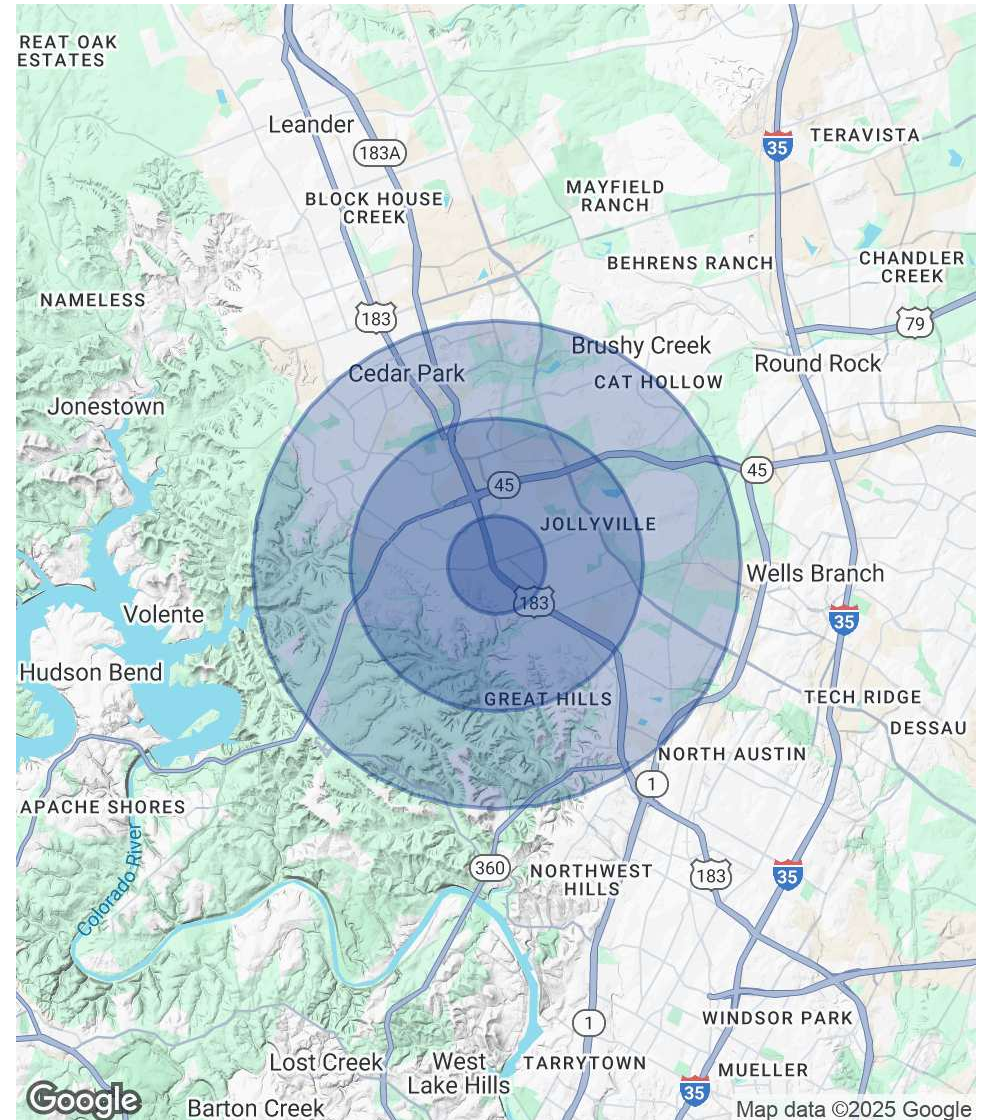 REAT OAK
ESTATES
Leander
183A
35
TERAVISTA
BLOCK HOUSE
CREEK
MAYFIELD
RANCH
BEHRENS RANCH
CHANDLER
CREEK
NAMELESS
183
79
Brushy Creek
Round Rock
Cedar Park
CAT HOLLOW
Jonestown
45
45
JOLLYVILLE
Wells Branch
183
Volente
35
Hudson Bend
GREAT HILLS
TECH RIDGE
DESSAU
NORTH AUSTIN
1
APACHE SHORES
Colorado River
360
NORTHWEST
HILLS
183
35
1
WINDSOR PARK
Lost Creek
West
Lake Hills
TARRYTOWN
MUELLER
35
Google
Barton Creek
Map data ©2025 Google